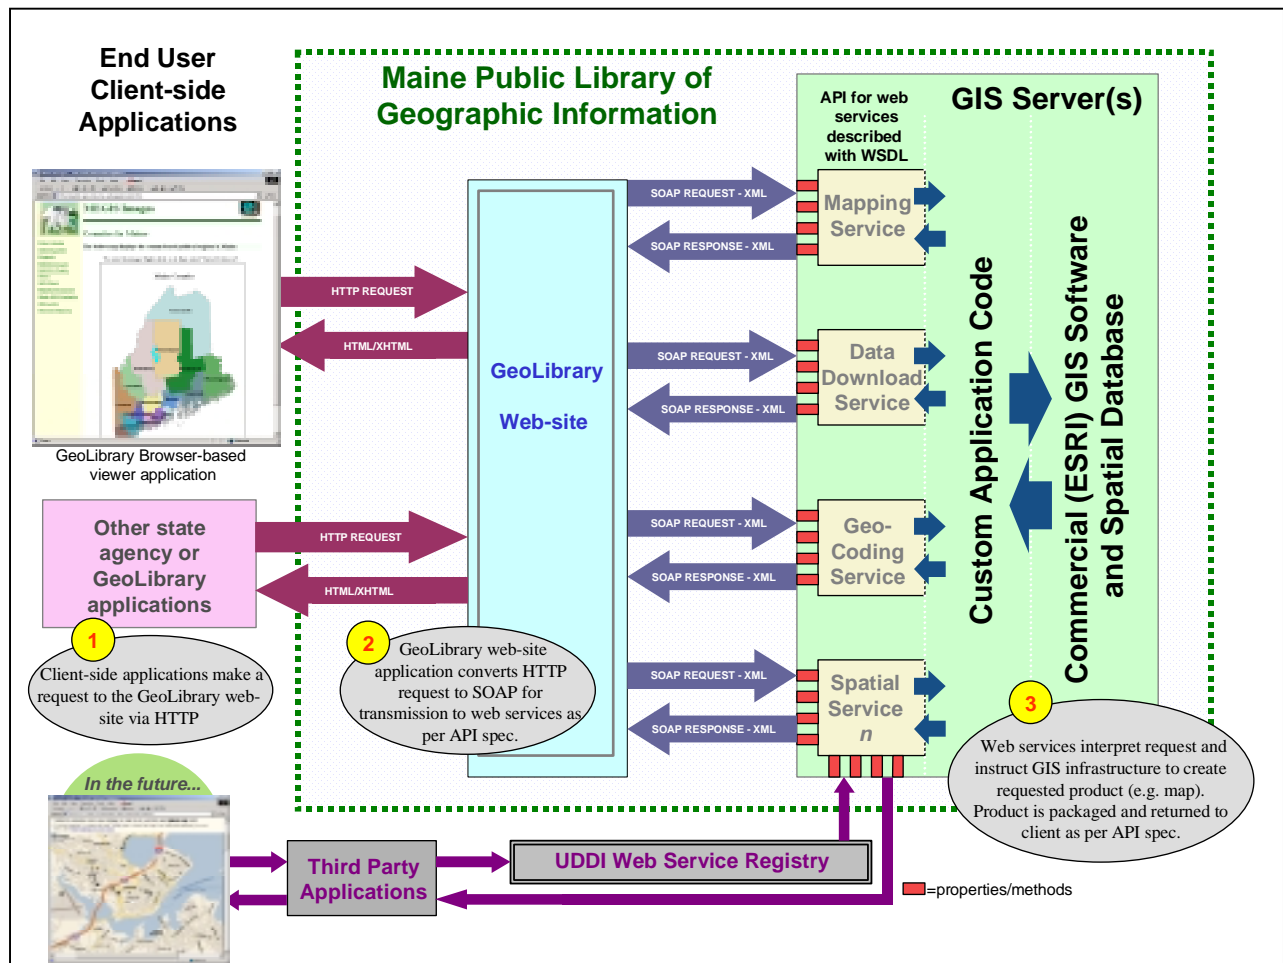 End User
Client-side
Applications
Maine Public Library of
Geographic Information
GIS Server(s)
API for web
services
described
with WSDL
Counties in Maine
GeoLibrary Browser-based
viewer application
HTTP REQUEST
HTML/XHTML
Other state
agency or
GeoLibrary
applications
HTTP REQUEST
HTML/XHTML
1
Client-side applications make a
request to the GeoLibrary web-
site via HTTP
GeoLibrary
Web-site
2
GeoLibrary web-site
application converts HTTP
request to SOAP for
transmission to web services as
per API spec.
SOAP REQUEST - XML
SOAP RESPONSE - XML
Mapping
Service
SOAP REQUEST - XML
SOAP RESPONSE - XML
Data
Download
Service
SOAP REQUEST - XML
SOAP RESPONSE - XML
Geo-
Coding
Service
SOAP REQUEST - XML
SOAP RESPONSE - XML
Spatial
Service
n
Custom Application Code
Commercial (ESRI) GIS Software
and Spatial Database
3
Web services interpret request and
instruct GIS infrastructure to create
requested product (e.g. map).
Product is packaged and returned to
client as per API spec.
In the future...
Third Party
Applications
UDDI Web Service Registry
=properties/methods